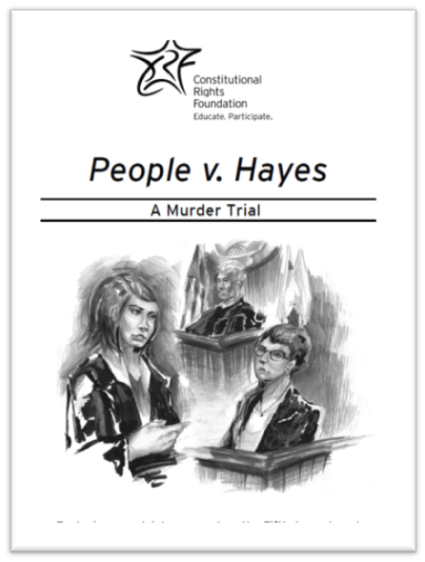 Constitutional
Rights
Foundation
Educate. Participate.
People v. Hayes
A Murder Trial